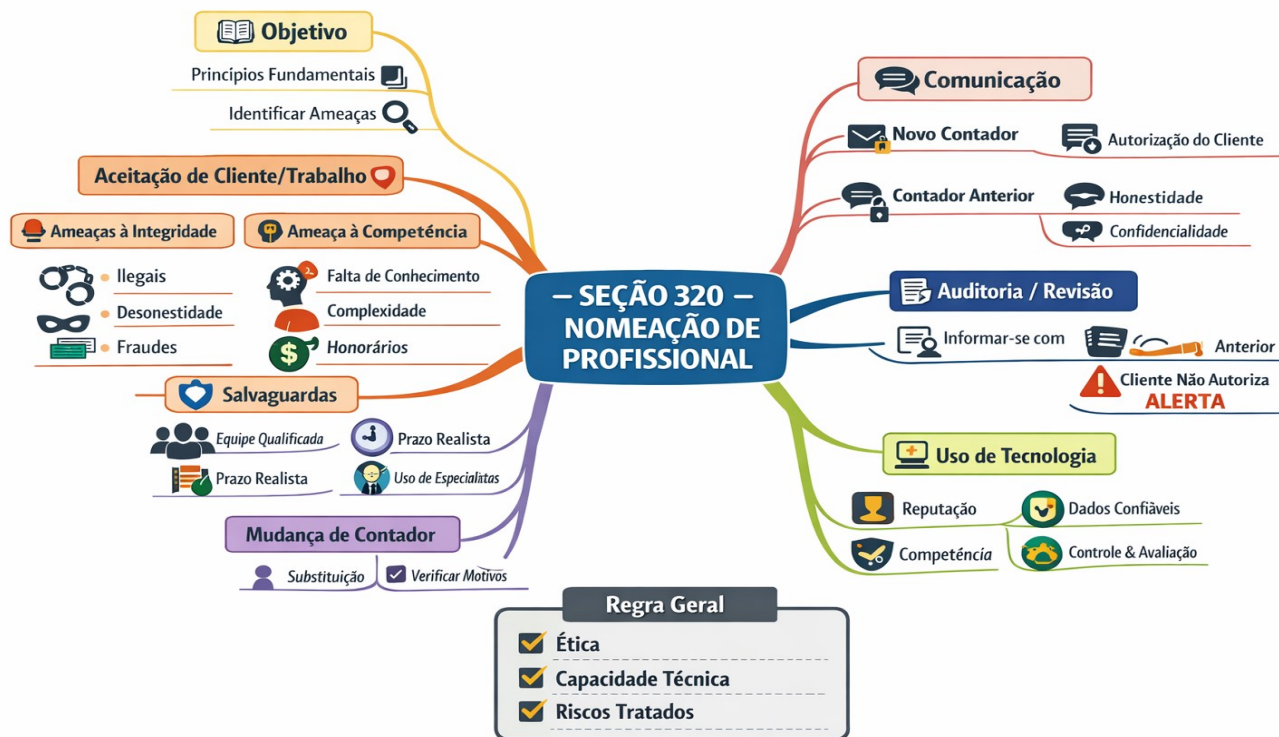 Objetivo
Princípios Fundamentais
Identificar Ameaças
Aceitação de Cliente/Trabalho
Ameaças à Integridade
Ilegais
Desonestidade
Fraudes
Ameaça à Competéncia
Falta de Conhecimento
Complexidade
Honorários
Salvaguardas
Equipe Qualificada
Prazo Realista
Prazo Realista
Uso de Especialitas
Mudança de Contador
Substituição
Verificar Motivos
— SEÇÃO 320 —
NOMEAÇÃO DE
PROFISSIONAL
Comunicação
Novo Contador
Autorização do Cliente
Contador Anterior
Honestidade
Confidencialidade
Auditoria / Revisão
Informar-se com
Anterior
Cliente Não Autoriza
ALERTA
Uso de Tecnologia
Reputação
Dados Confiàveis
Competéncia
Controle & Avaliação
Regra Geral
Ética
Capacidade Técnica
Riscos Tratados